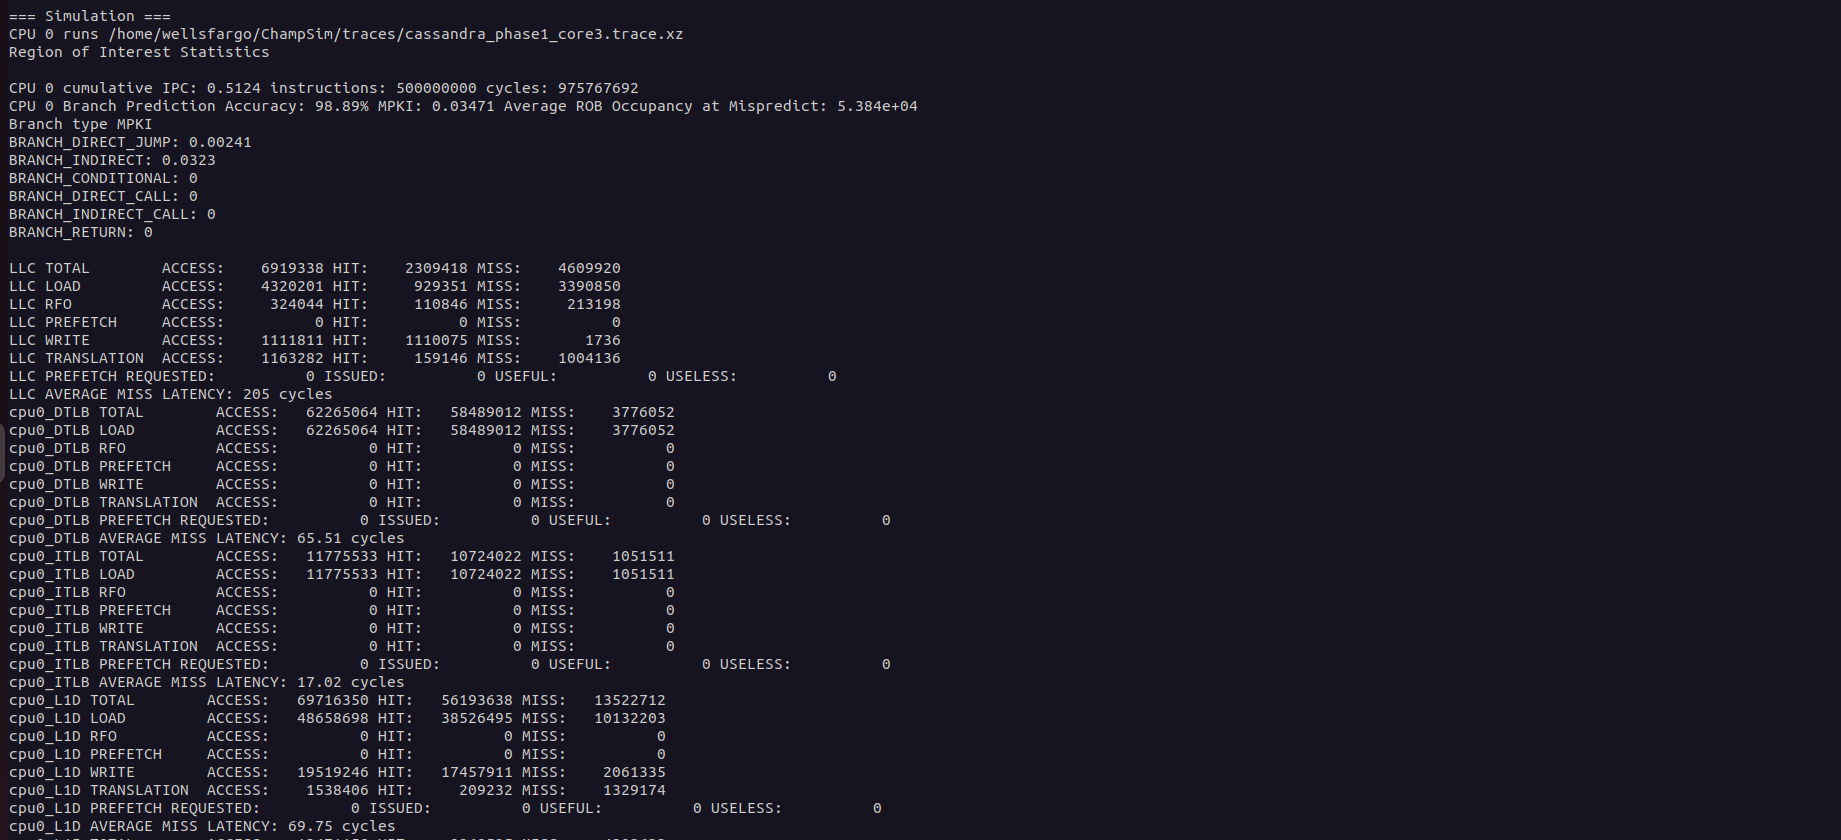 === Simulation ===
CPU 0 runs /home/wellsfargo/ChampSim/traces/cassandra_phase1_core3.trace.xz
Region of Interest Statistics

CPU 0 cumulative IPC: 0.5124 instructions: 500000000 cycles: 975767692
CPU 0 Branch Prediction Accuracy: 98.89% MPKI: 0.03471 Average ROB Occupancy at Mispredict: 5.384e+04
Branch type MPKI
BRANCH_DIRECT_JUMP: 0.00241
BRANCH_INDIRECT: 0.0323
BRANCH_CONDITIONAL: 0
BRANCH_DIRECT_CALL: 0
BRANCH_INDIRECT_CALL: 0
BRANCH_RETURN: 0

LLC TOTAL        ACCESS:    6919338 HIT:    2309418 MISS:    4609920
LLC LOAD         ACCESS:    4320201 HIT:     929351 MISS:    3390850
LLC RFO          ACCESS:     324044 HIT:     110846 MISS:     213198
LLC PREFETCH     ACCESS:          0 HIT:          0 MISS:          0
LLC WRITE        ACCESS:    1111811 HIT:    1110075 MISS:       1736
LLC TRANSLATION  ACCESS:    1163282 HIT:     159146 MISS:    1004136
LLC PREFETCH REQUESTED:          0 ISSUED:          0 USEFUL:          0 USELESS:          0
LLC AVERAGE MISS LATENCY: 205 cycles
cpu0_DTLB TOTAL        ACCESS:   62265064 HIT:   58489012 MISS:    3776052
cpu0_DTLB LOAD         ACCESS:   62265064 HIT:   58489012 MISS:    3776052
cpu0_DTLB RFO          ACCESS:          0 HIT:          0 MISS:          0
cpu0_DTLB PREFETCH     ACCESS:          0 HIT:          0 MISS:          0
cpu0_DTLB WRITE        ACCESS:          0 HIT:          0 MISS:          0
cpu0_DTLB TRANSLATION  ACCESS:          0 HIT:          0 MISS:          0
cpu0_DTLB PREFETCH REQUESTED:          0 ISSUED:          0 USEFUL:          0 USELESS:          0
cpu0_DTLB AVERAGE MISS LATENCY: 65.51 cycles
cpu0_ITLB TOTAL        ACCESS:   11775533 HIT:   10724022 MISS:    1051511
cpu0_ITLB LOAD         ACCESS:   11775533 HIT:   10724022 MISS:    1051511
cpu0_ITLB RFO          ACCESS:          0 HIT:          0 MISS:          0
cpu0_ITLB PREFETCH     ACCESS:          0 HIT:          0 MISS:          0
cpu0_ITLB WRITE        ACCESS:          0 HIT:          0 MISS:          0
cpu0_ITLB TRANSLATION  ACCESS:          0 HIT:          0 MISS:          0
cpu0_ITLB PREFETCH REQUESTED:          0 ISSUED:          0 USEFUL:          0 USELESS:          0
cpu0_ITLB AVERAGE MISS LATENCY: 17.02 cycles
cpu0_L1D TOTAL        ACCESS:   69716350 HIT:   56193638 MISS:   13522712
cpu0_L1D LOAD         ACCESS:   48658698 HIT:   38526495 MISS:   10132203
cpu0_L1D RFO          ACCESS:          0 HIT:          0 MISS:          0
cpu0_L1D PREFETCH     ACCESS:          0 HIT:          0 MISS:          0
cpu0_L1D WRITE        ACCESS:   19519246 HIT:   17457911 MISS:    2061335
cpu0_L1D TRANSLATION  ACCESS:    1538406 HIT:     209232 MISS:    1329174
cpu0_L1D PREFETCH REQUESTED:          0 ISSUED:          0 USEFUL:          0 USELESS:          0
cpu0_L1D AVERAGE MISS LATENCY: 69.75 cycles